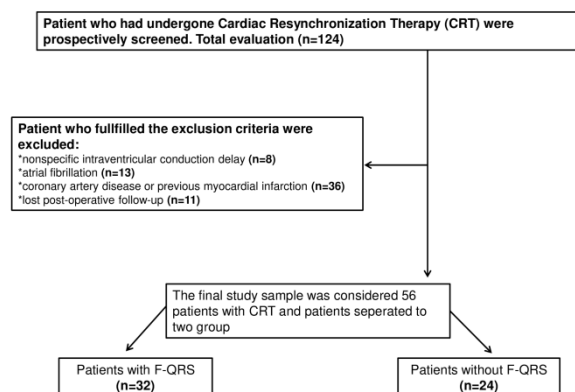 Patient who had undergone Cardiac Resynchronization Therapy (CRT) were
prospectively screened. Total evaluation (n=124)
Patient who fullfilled the exclusion criteria were
excluded:
*nonspecific intraventricular conduction delay (n=8)
*atrial fibrillation (n=13)
*coronary artery disease or previous myocardial infarction (n=36)
*lost post-operative follow-up (n=11)
The final study sample was considered 56
patients with CRT and patients seperated to
two group
Patients with F-QRS
(n=32)
Patients without F-QRS
(n=24)